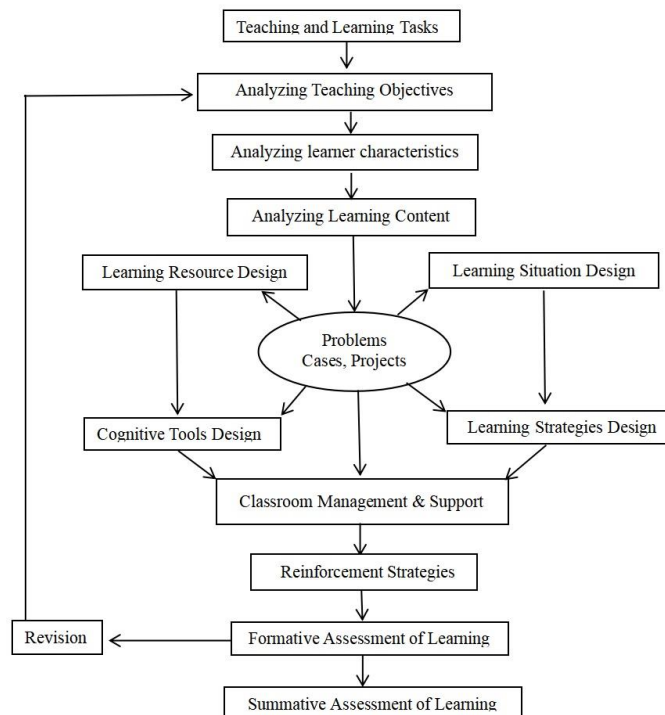 Teaching and Learning Tasks
Analyzing Teaching Objectives
Analyzing learner characteristics
Analyzing Learning Content
Learning Resource Design
Learning Situation Design
Problems
Cases, Projects
Cognitive Tools Design
Learning Strategies Design
Classroom Management & Support
Reinforcement Strategies
Revision
Formative Assessment of Learning
Summative Assessment of Learning